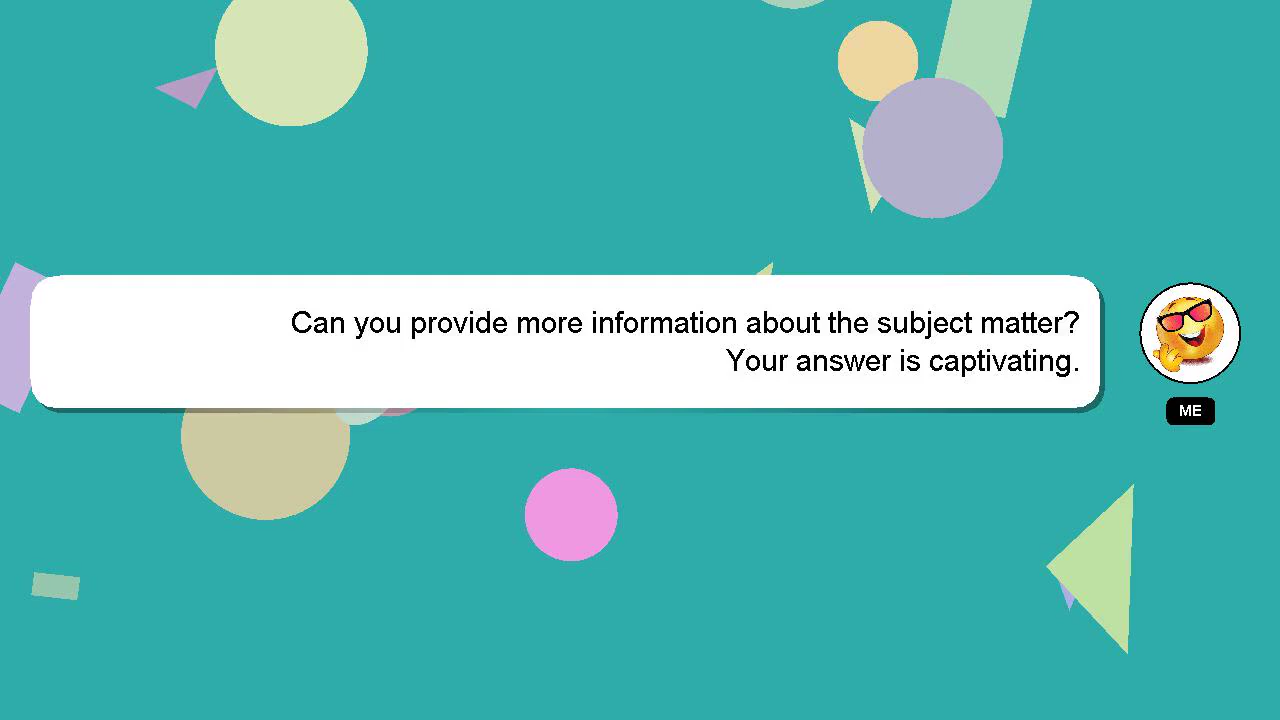 Can you provide more information about the subject matter?
Your answer is captivating.
ME